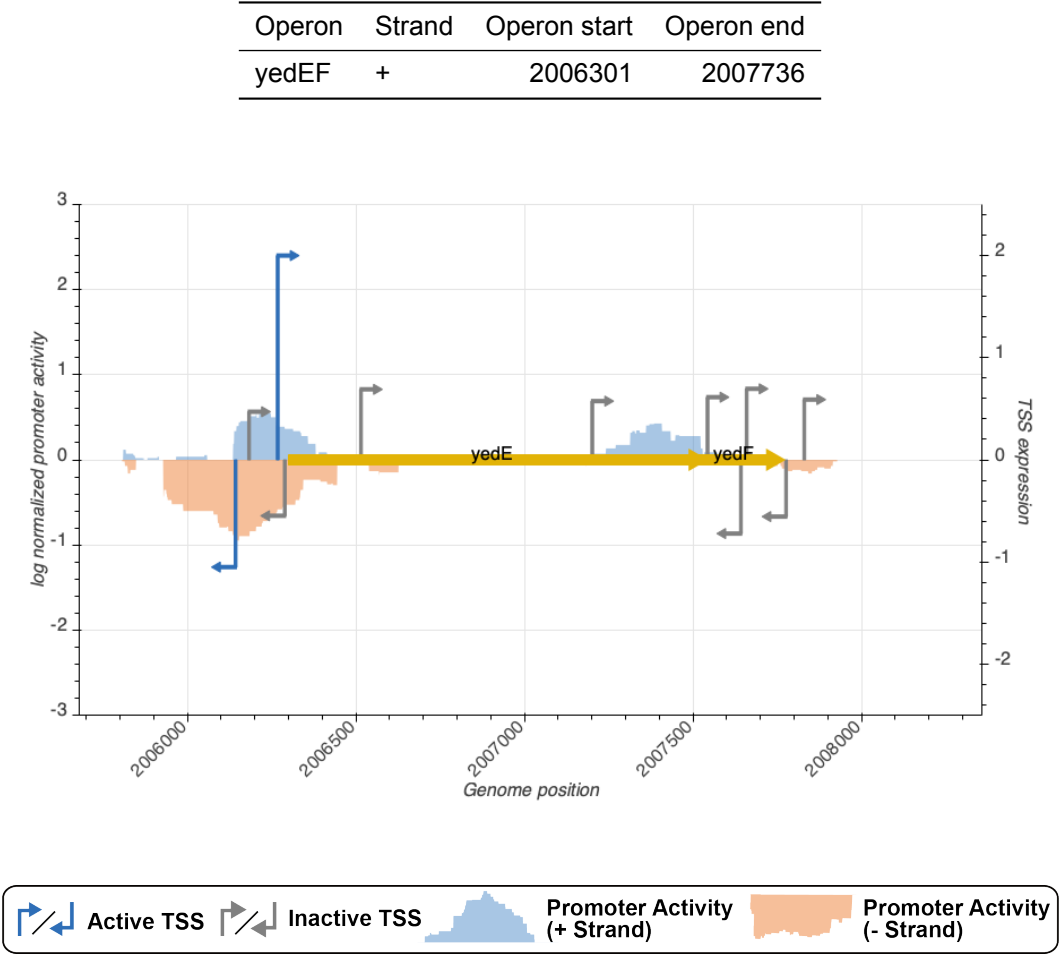 Operon Strand Operon start Operon end
yedEF + 2006301 2007736
3
2
1
0
-1
-2
-3
log normalized promoter activity
2
1
0
-1
-2
TSS expression
yedE
yedF
2006000
2006500
2007000
2007500
2008000
Genome position
Active TSS
Inactive TSS
Promoter Activity
(+ Strand)
Promoter Activity
(- Strand)